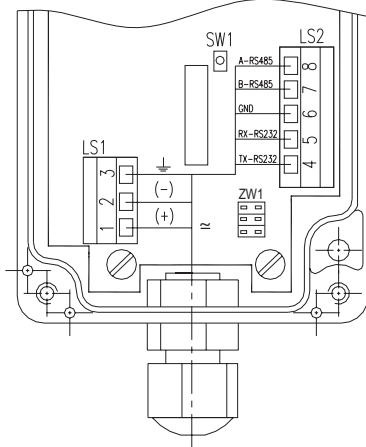 SW1
LS2
A-RS485 8
B-RS485 7
GND 6
RX-RS232 5
TX-RS232 4
LS1
3
2 (-)
1 (+) ≃
ZW1